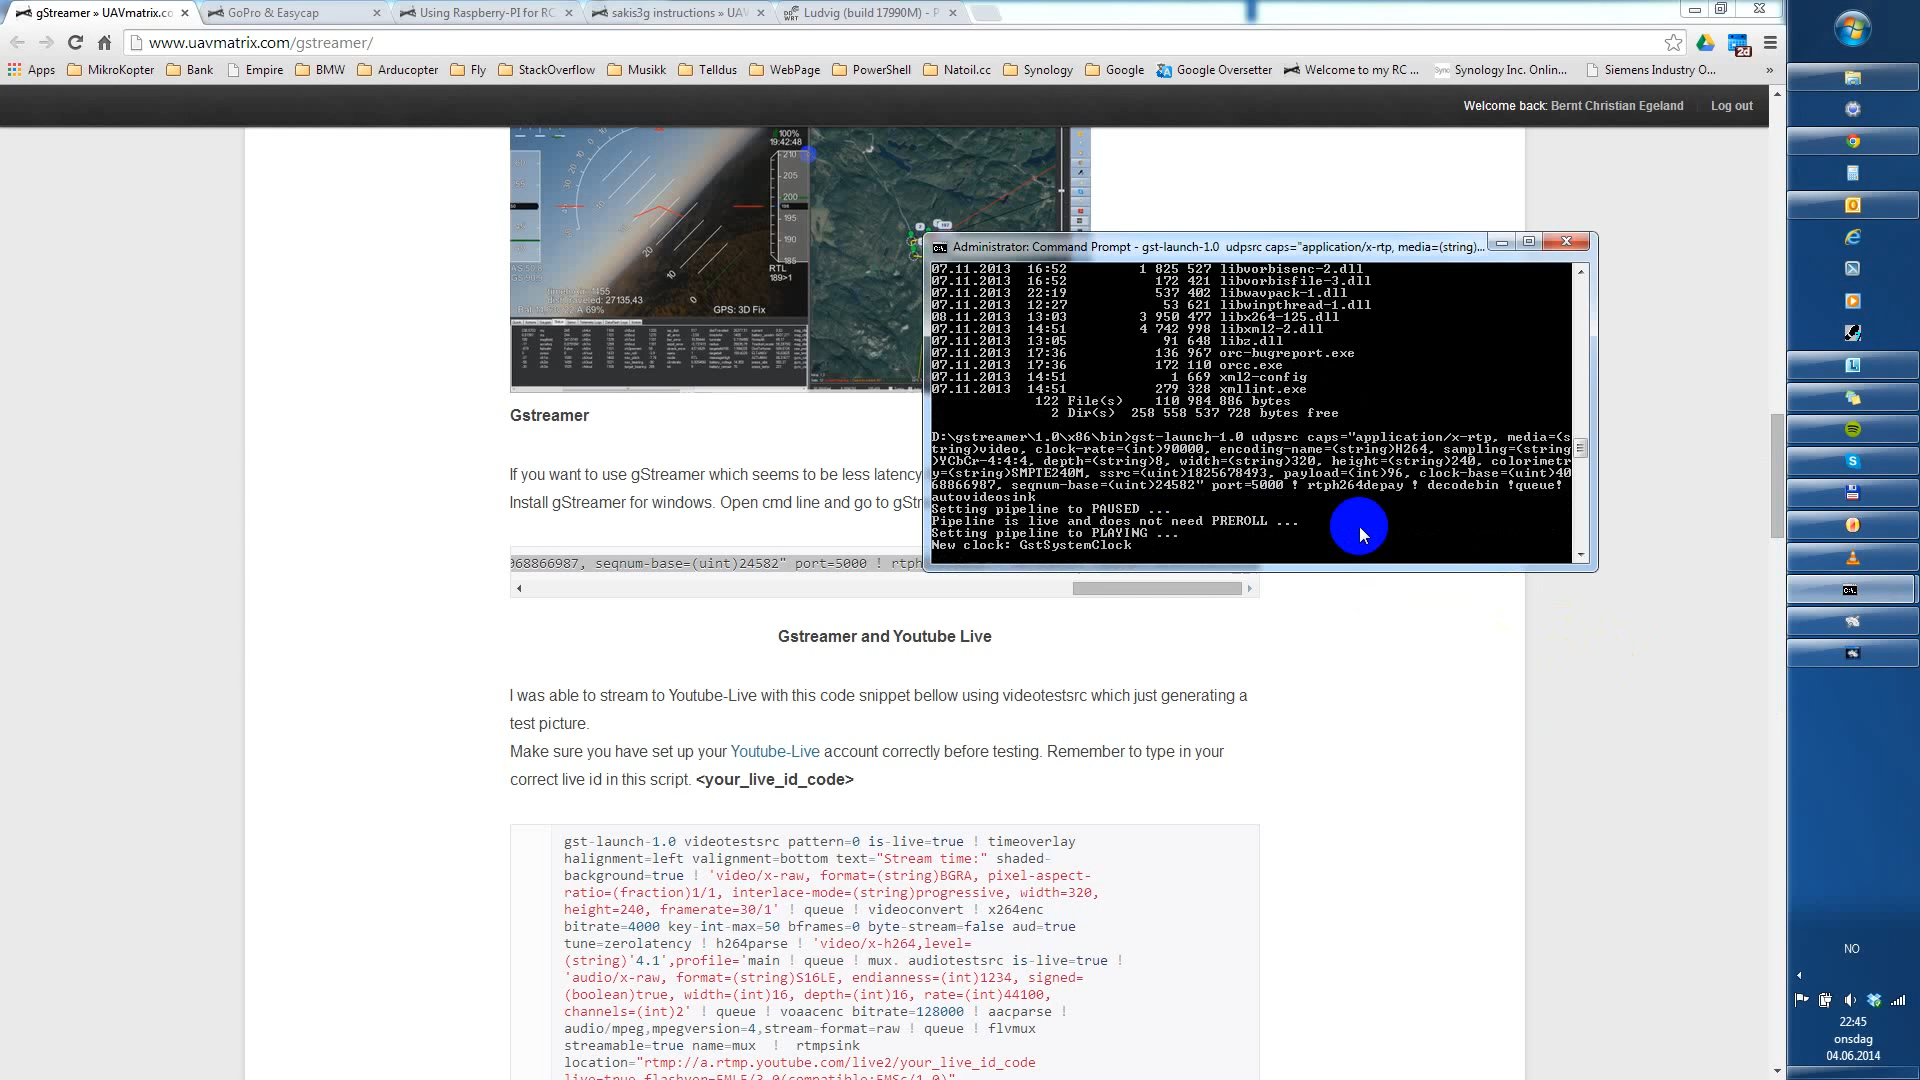 gStreamer » UAVmatrix.co
GoPro & Easycap
Using Raspberry-PI for RC
sakis3g instructions » UAV
Ludvig (build 17990M) - P
www.uavmatrix.com/gstreamer/
Apps
MikroKopter
Bank
Empire
BMW
Arducopter
Fly
StackOverflow
Musikk
Telldus
WebPage
PowerShell
Natoil.cc
Synology
Google
Google Oversetter
Welcome to my RC ...
Synology Inc. Onlin...
Siemens Industry O...
»
Welcome back: Bernt Christian Egeland
Log out
100%
19:42:48
210
205
200
195
190
185
RTL
189>1
GPS: 3D Fix
Administrator: Command Prompt - gst-launch-1.0 udpsrc caps="application/x-rtp, media=(string)...
07.11.2013 16:52 1 825 527 libvorbisenc-2.dll
07.11.2013 16:52 172 421 libvorbisfile-3.dll
07.11.2013 22:19 537 402 libwavpack-1.dll
07.11.2013 12:27 53 621 libwinpthread-1.dll
08.11.2013 13:03 3 950 477 libx264-125.dll
07.11.2013 14:51 4 742 998 libxml2-2.dll
07.11.2013 13:05 91 648 libz.dll
07.11.2013 17:36 136 967 orc-bugreport.exe
07.11.2013 17:36 172 110 orcc.exe
07.11.2013 14:51 1 669 xml2-config
07.11.2013 14:51 279 328 xmllint.exe
122 File(s) 110 984 886 bytes
2 Dir(s) 258 558 537 728 bytes free
D:\gstreamer\1.0\x86\bin>gst-launch-1.0 udpsrc caps="application/x-rtp, media=(s
tring)video, clock-rate=(int)90000, encoding-name=(string)H264, sampling=(string
)YCbCr-4:4:4, depth=(string)8, width=(string)320, height=(string)240, colorimetr
y=(string)SMPTE240M, ssrc=(uint)1825678493, payload=(int)96, clock-base=(uint)40
68866987, seqnum-base=(uint)24582" port=5000 ! rtph264depay ! decodebin !queue!
autovideosink
Setting pipeline to PAUSED ...
Pipeline is live and does not need PREROLL ...
Setting pipeline to PLAYING ...
New clock: GstSystemClock
Gstreamer
If you want to use gStreamer which seems to be less latency
Install gStreamer for windows. Open cmd line and go to gStr
068866987, seqnum-base=(uint)24582" port=5000 ! rtph
Gstreamer and Youtube Live
I was able to stream to Youtube-Live with this code snippet bellow using videotestsrc which just generating a
test picture.
Make sure you have set up your Youtube-Live account correctly before testing. Remember to type in your
correct live id in this script. <your_live_id_code>
gst-launch-1.0 videotestsrc pattern=0 is-live=true ! timeoverlay
halignment=left valignment=bottom text="Stream time:" shaded-
background=true ! 'video/x-raw, format=(string)BGRA, pixel-aspect-
ratio=(fraction)1/1, interlace-mode=(string)progressive, width=320,
height=240, framerate=30/1' ! queue ! videoconvert ! x264enc
bitrate=4000 key-int-max=50 bframes=0 byte-stream=false aud=true
tune=zerolatency ! h264parse ! 'video/x-h264,level=
(string)'4.1',profile='main ! queue ! mux. audiotestsrc is-live=true !
'audio/x-raw, format=(string)S16LE, endianness=(int)1234, signed=
(boolean)true, width=(int)16, depth=(int)16, rate=(int)44100,
channels=(int)2' ! queue ! voaacenc bitrate=128000 ! aacparse !
audio/mpeg,mpegversion=4,stream-format=raw ! queue ! flvmux
streamable=true name=mux ! rtmpsink
location="rtmp://a.rtmp.youtube.com/live2/your_live_id_code
live=true flashver=FMLE/3.0(compatible;FMSc/1.0)"
NO
22:45
onsdag
04.06.2014